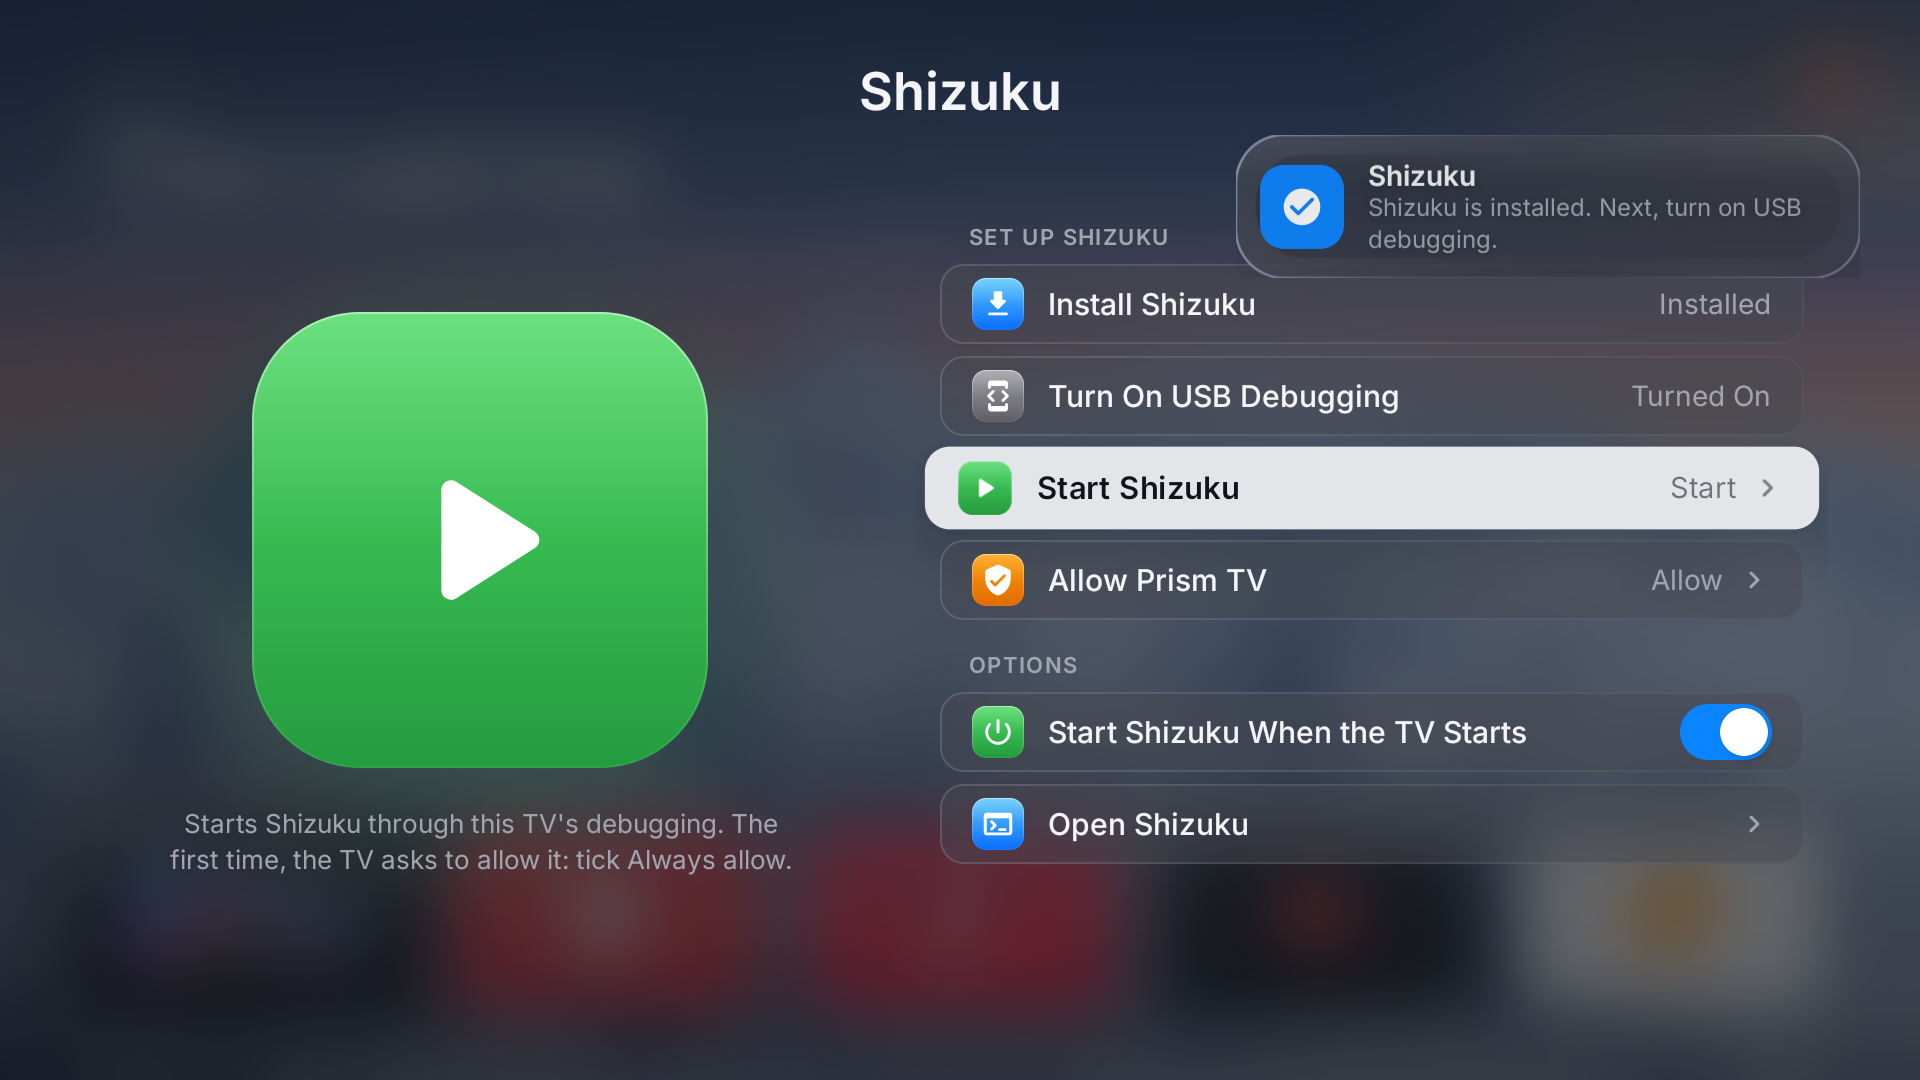 Shizuku
Shizuku
Shizuku is installed. Next, turn on USB
debugging.
SET UP SHIZUKU
Install Shizuku
Installed
Turn On USB Debugging
Turned On
Start Shizuku
Start
Allow Prism TV
Allow
OPTIONS
Start Shizuku When the TV Starts
Open Shizuku
Starts Shizuku through this TV's debugging. The
first time, the TV asks to allow it: tick Always allow.